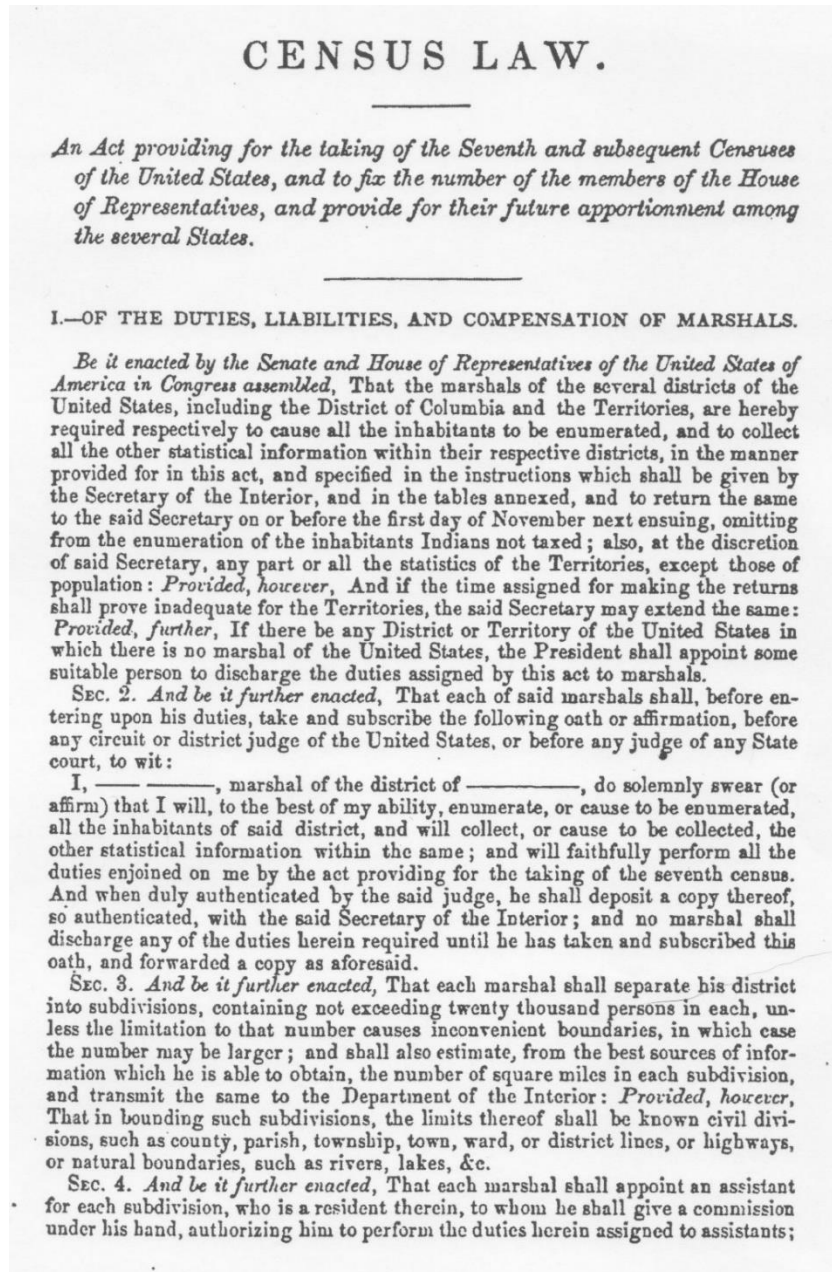 CENSUS LAW.
An Act providing for the taking of the Seventh and subsequent Censuses
of the United States, and to fix the number of the members of the House
of Representatives, and provide for their future apportionment among
the several States.
I.—OF THE DUTIES, LIABILITIES, AND COMPENSATION OF MARSHALS.
Be it enacted by the Senate and House of Representatives of the United States of
America in Congress assembled, That the marshals of the several districts of the
United States, including the District of Columbia and the Territories, are hereby
required respectively to cause all the inhabitants to be enumerated, and to collect
all the other statistical information within their respective districts, in the manner
provided for in this act, and specified in the instructions which shall be given by
the Secretary of the Interior, and in the tables annexed, and to return the same
to the said Secretary on or before the first day of November next ensuing, omitting
from the enumeration of the inhabitants Indians not taxed; also, at the discretion
of said Secretary, any part or all the statistics of the Territories, except those of
population: Provided, however, And if the time assigned for making the returns
shall prove inadequate for the Territories, the said Secretary may extend the same:
Provided, further, If there be any District or Territory of the United States in
which there is no marshal of the United States, the President shall appoint some
suitable person to discharge the duties assigned by this act to marshals.
SEC. 2. And be it further enacted, That each of said marshals shall, before en-
tering upon his duties, take and subscribe the following oath or affirmation, before
any circuit or district judge of the United States, or before any judge of any State
court, to wit:
I, —— ———, marshal of the district of —————, do solemnly swear (or
affirm) that I will, to the best of my ability, enumerate, or cause to be enumerated,
all the inhabitants of said district, and will collect, or cause to be collected, the
other statistical information within the same; and will faithfully perform all the
duties enjoined on me by the act providing for the taking of the seventh census.
And when duly authenticated by the said judge, he shall deposit a copy thereof,
so authenticated, with the said Secretary of the Interior; and no marshal shall
discharge any of the duties herein required until he has taken and subscribed this
oath, and forwarded a copy as aforesaid.
SEC. 3. And be it further enacted, That each marshal shall separate his district
into subdivisions, containing not exceeding twenty thousand persons in each, un-
less the limitation to that number causes inconvenient boundaries, in which case
the number may be larger; and shall also estimate, from the best sources of infor-
mation which he is able to obtain, the number of square miles in each subdivision,
and transmit the same to the Department of the Interior: Provided, however,
That in bounding such subdivisions, the limits thereof shall be known civil divi-
sions, such as county, parish, township, town, ward, or district lines, or highways,
or natural boundaries, such as rivers, lakes, &c.
SEC. 4. And be it further enacted, That each marshal shall appoint an assistant
for each subdivision, who is a resident therein, to whom he shall give a commission
under his hand, authorizing him to perform the duties herein assigned to assistants;